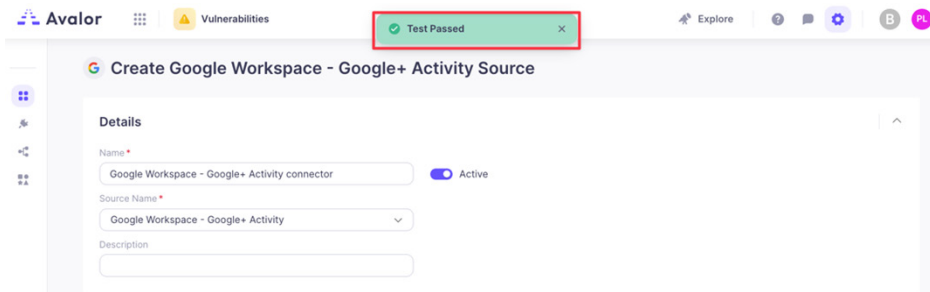 Avalor
Vulnerabilities
Test Passed
Explore
B
PL
Create Google Workspace - Google+ Activity Source
Details
Name*
Google Workspace - Google+ Activity connector
Active
Source Name*
Google Workspace - Google+ Activity
Description